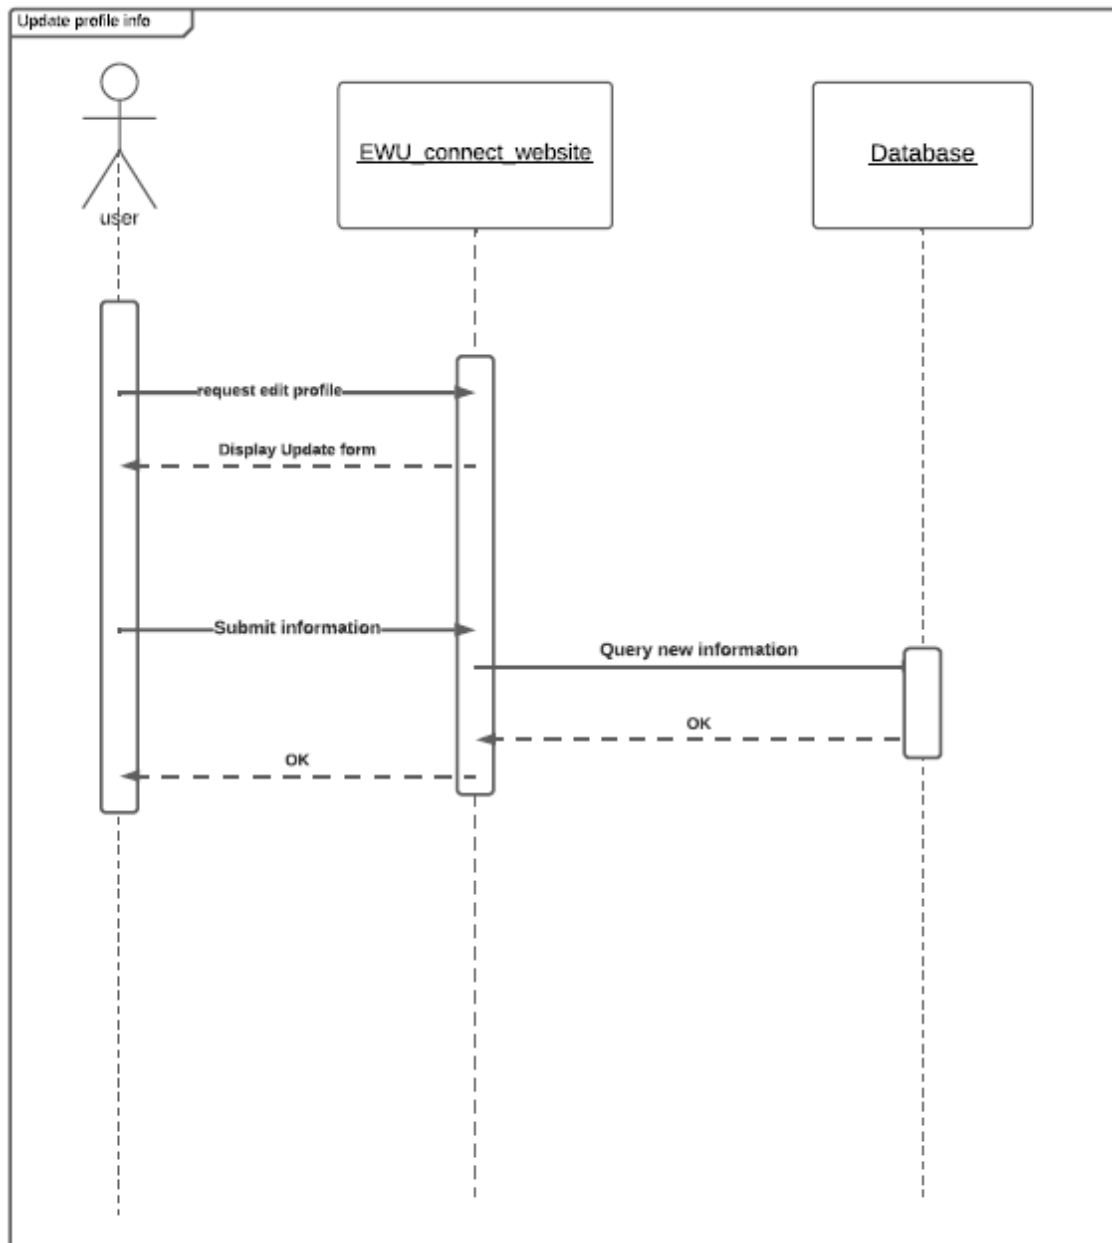 Update profile info
user
EWU_connect_website
Database
request edit profile
Display Update form
Submit information
Query new information
OK
OK